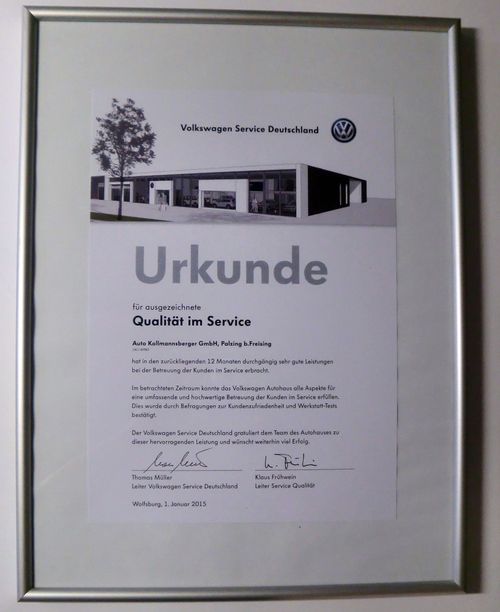 Volkswagen Service Deutschland
Urkunde
für ausgezeichnete
Qualität im Service
Auto Kollmannsberger GmbH, Palzing b.Freising
hat in den zurückliegenden 12 Monaten durchgängig sehr gute Leistungen
bei der Betreuung der Kunden im Service erbracht.
Im betrachteten Zeitraum konnte das Volkswagen Autohaus alle Aspekte für
eine umfassende und hochwertige Betreuung der Kunden im Service erfüllen.
Dies wurde durch Befragungen zur Kundenzufriedenheit und Werkstatt-Tests
bestätigt.
Der Volkswagen Service Deutschland gratuliert dem Team des Autohauses zu
dieser hervorragenden Leistung und wünscht weiterhin viel Erfolg.
Thomas Müller
Leiter Volkswagen Service Deutschland
Klaus Frühwein
Leiter Service Qualität
Wolfsburg, 1. Januar 2015